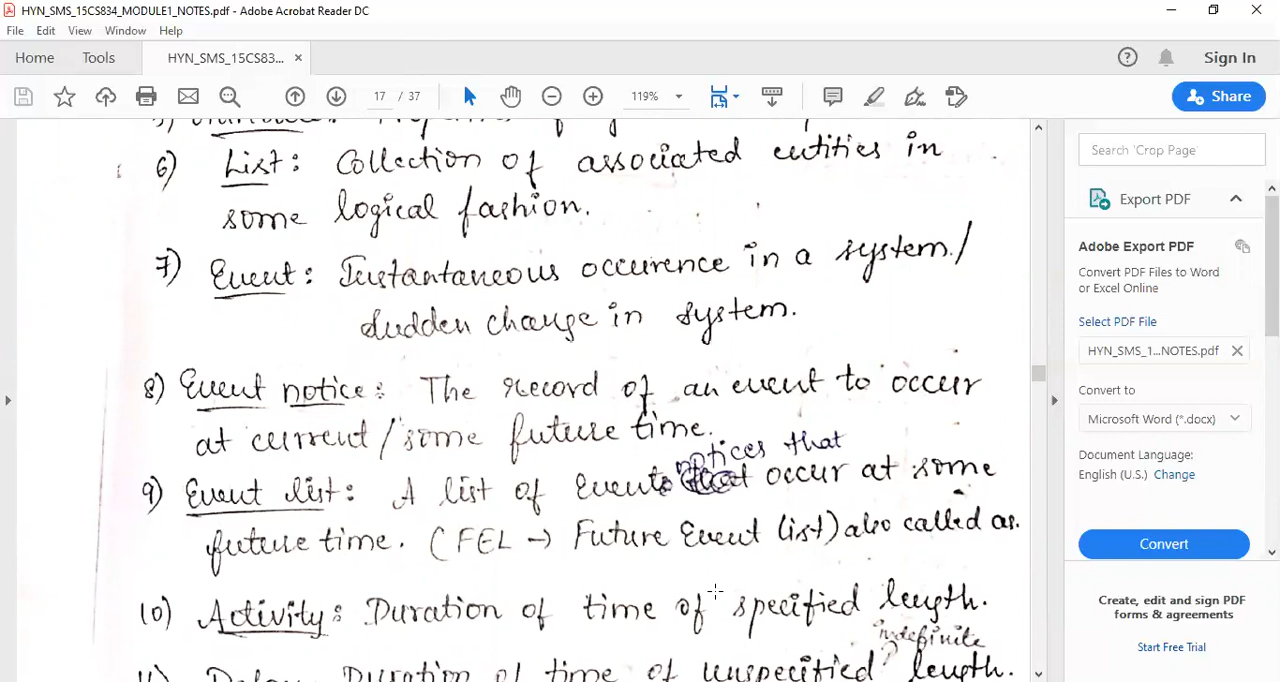 HYN_SMS_15CS834_MODULE1_NOTES.pdf - Adobe Acrobat Reader DC
File Edit View Window Help
Home Tools HYN_SMS_15CS83... × Sign In
17 / 37 119% Share
6) List: Collection of associated entities in
some logical fashion.
7) Event: Instantaneous occurence in a system./
sudden change in system.
8) Event notice: The record of an event to occur
at current/some future time.
notices that
9) Event list: A list of Event occur at some
future time. (FEL → Future Event list) also called as.
10) Activity: Duration of time of specified length.
indefinite
11) Delay: Duration of time of unspecified length.
Search 'Crop Page'
Export PDF
Adobe Export PDF
Convert PDF Files to Word
or Excel Online
Select PDF File
HYN_SMS_1...NOTES.pdf ×
Convert to
Microsoft Word (*.docx)
Document Language:
English (U.S.) Change
Convert
Create, edit and sign PDF
forms & agreements
Start Free Trial